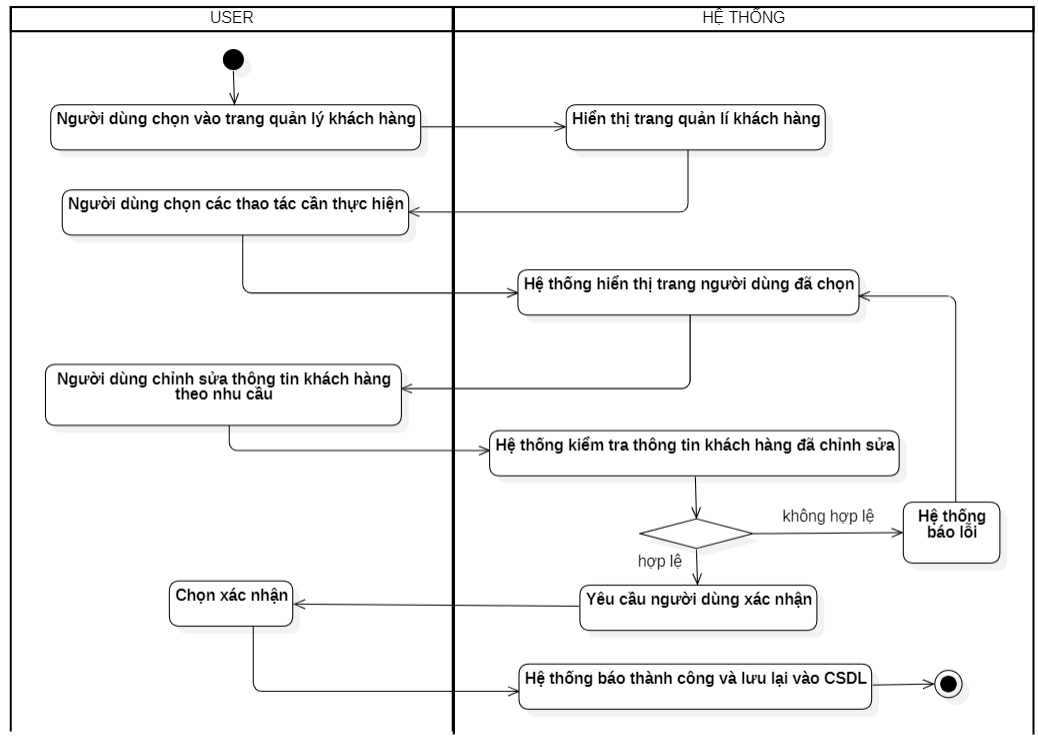 USER
HỆ THỐNG
Người dùng chọn vào trang quản lý khách hàng
Hiển thị trang quản lí khách hàng
Người dùng chọn các thao tác cần thực hiện
Hệ thống hiển thị trang người dùng đã chọn
Người dùng chỉnh sửa thông tin khách hàng
theo nhu cầu
Hệ thống kiểm tra thông tin khách hàng đã chỉnh sửa
không hợp lệ
Hệ thống
báo lỗi
hợp lệ
Yêu cầu người dùng xác nhận
Chọn xác nhận
Hệ thống báo thành công và lưu lại vào CSDL